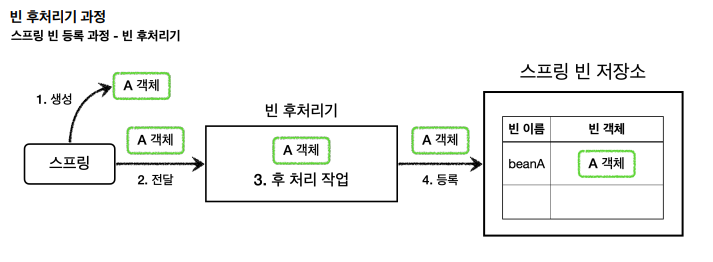 빈 후처리기 과정
스프링 빈 등록 과정 - 빈 후처리기
스프링 빈 저장소
A 객체
1. 생성
빈 후처리기
빈 이름 빈 객체
A 객체
A 객체
A 객체
스프링
beanA
A 객체
2. 전달
3. 후 처리 작업
4. 등록